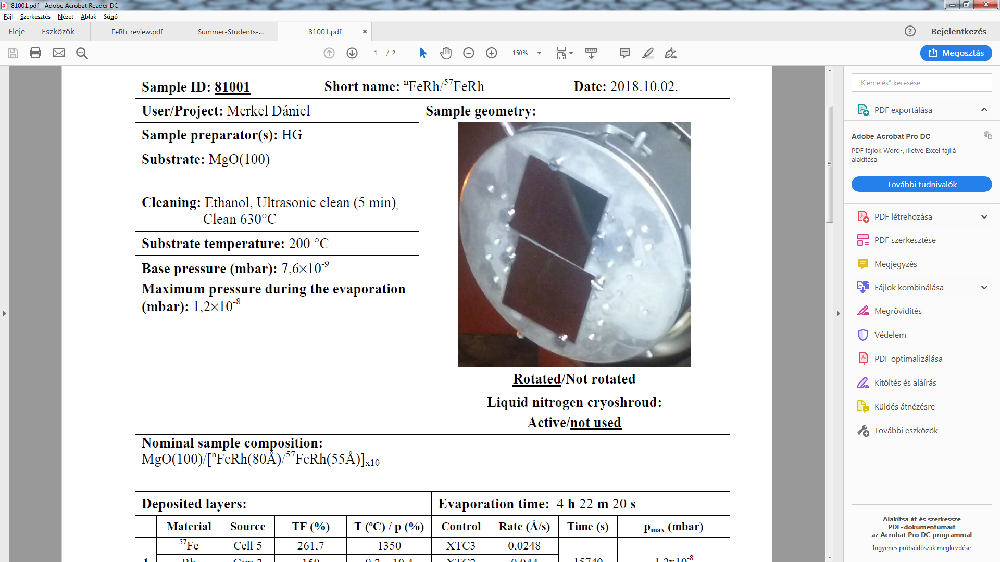 81001.pdf - Adobe Acrobat Reader DC
Fájl Szerkesztés Nézet Ablak Súgó
Eleje Eszközök FeRh_review.pdf Summer-Students-... 81001.pdf × Bejelentkezés
1 / 2 150% Megosztás
Sample ID: 81001 Short name: ⁿFeRh/⁵⁷FeRh Date: 2018.10.02.
User/Project: Merkel Dániel
Sample preparator(s): HG
Substrate: MgO(100)
Cleaning: Ethanol, Ultrasonic clean (5 min),
Clean 630°C
Substrate temperature: 200 °C
Base pressure (mbar): 7,6×10⁻⁹
Maximum pressure during the evaporation
(mbar): 1,2×10⁻⁸
Sample geometry:
Rotated/Not rotated
Liquid nitrogen cryoshroud:
Active/not used
Nominal sample composition:
MgO(100)/[ⁿFeRh(80Å)/⁵⁷FeRh(55Å)]x10
Deposited layers: Evaporation time: 4 h 22 m 20 s
Material Source TF (%) T (ºC) / p (%) Control Rate (Å/s) Time (s) pmax (mbar)
⁵⁷Fe Cell 5 261,7 1350 XTC3 0,0248
„Kiemelés” keresése
PDF exportálása
Adobe Acrobat Pro DC
PDF fájlok Word-, illetve Excel fájllá
alakítása
További tudnivalók
PDF létrehozása
PDF szerkesztése
Megjegyzés
Fájlok kombinálása
Megrövidítés
Védelem
PDF optimalizálása
Kitöltés és aláírás
Küldés átnézésre
További eszközök
Alakítsa át és szerkessze
PDF-dokumentumait
az Acrobat Pro DC programmal
Ingyenes próbaidőszak megkezdése